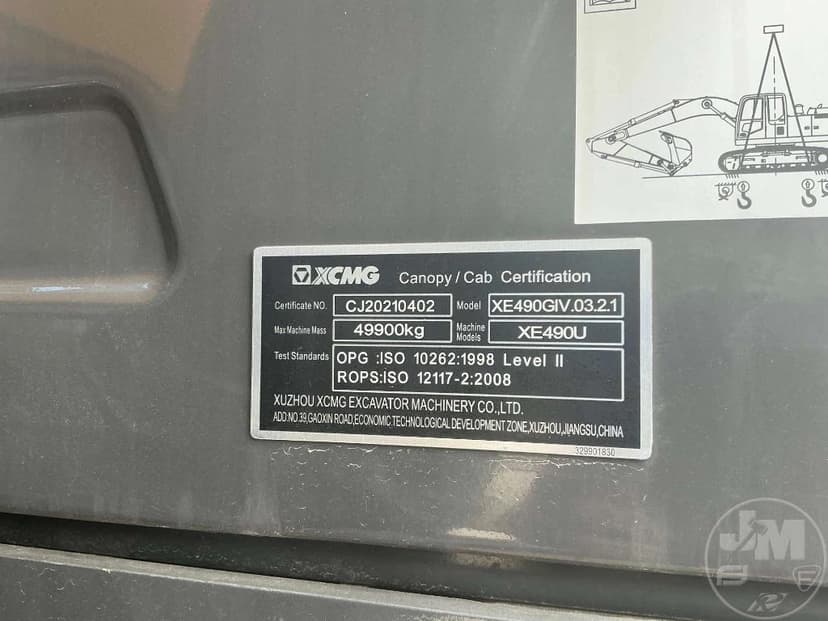 XCMG Canopy / Cab Certification
Certificate NO. CJ20210402 Model XE490GIV.03.2.1
Max Machine Mass 49900kg Machine Models XE490U
Test Standards OPG :ISO 10262:1998 Level II
ROPS:ISO 12117-2:2008
XUZHOU XCMG EXCAVATOR MACHINERY CO.,LTD.
ADD.NO.39,GAOXIN ROAD,ECONOMIC.TECHNOLOGICAL DEVELOPMENT ZONE,XUZHOU,JIANGSU,CHINA
329901830
JM